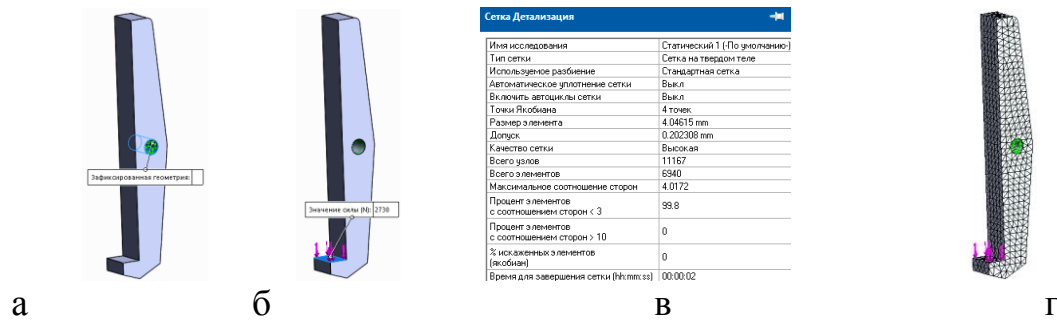 Зафиксированная геометрия:
Значение силы (N): 2738
Сетка Детализация
Имя исследования Статический 1 (-По умолчанию-)
Тип сетки Сетка на твердом теле
Используемое разбиение Стандартная сетка
Автоматическое уплотнение сетки Выкл
Включить автоциклы сетки Выкл
Точки Якобиана 4 точек
Размер элемента 4.04615 mm
Допуск 0.202308 mm
Качество сетки Высокая
Всего узлов 11167
Всего элементов 6940
Максимальное соотношение сторон 4.0172
Процент элементов
с соотношением сторон < 3 99.8
Процент элементов
с соотношением сторон > 10 0
% искаженных элементов
(якобиан) 0
Время для завершения сетки (hh:mm:ss) 00:00:02
а б в г